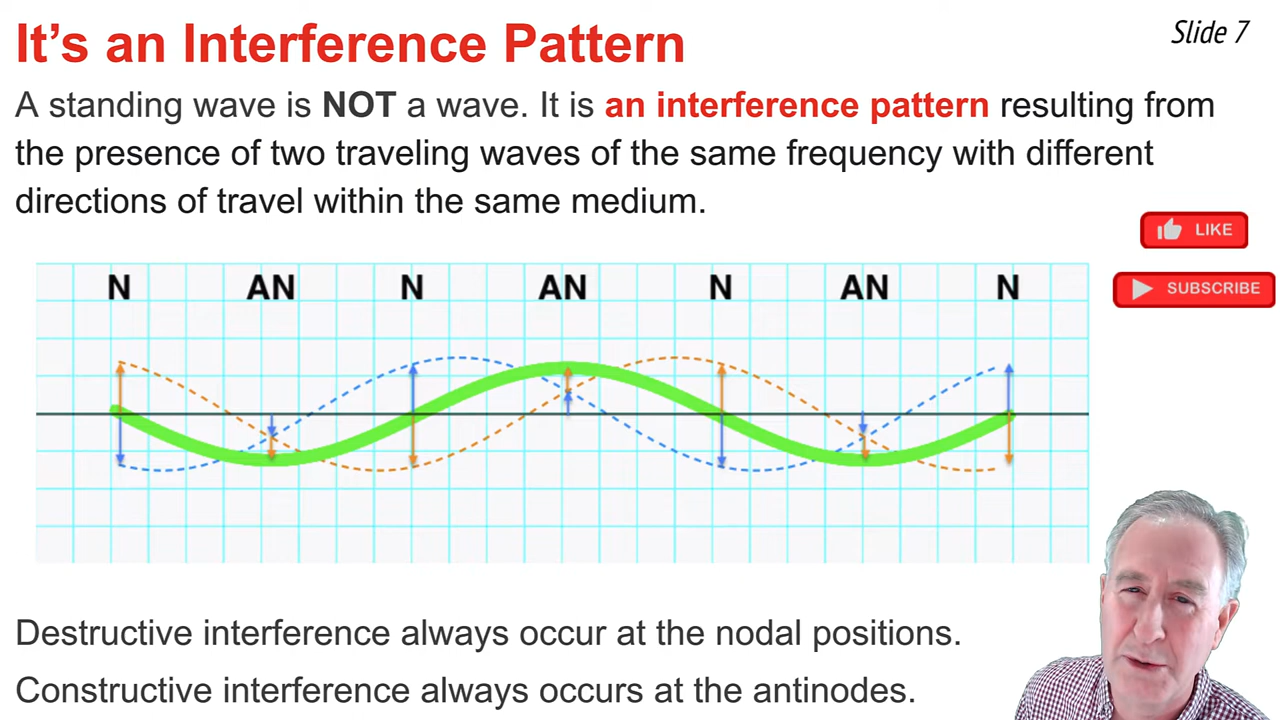 It's an Interference Pattern
Slide 7
A standing wave is NOT a wave. It is an interference pattern resulting from
the presence of two traveling waves of the same frequency with different
directions of travel within the same medium.
LIKE
SUBSCRIBE
N AN N AN N AN N
Destructive interference always occur at the nodal positions.
Constructive interference always occurs at the antinodes.